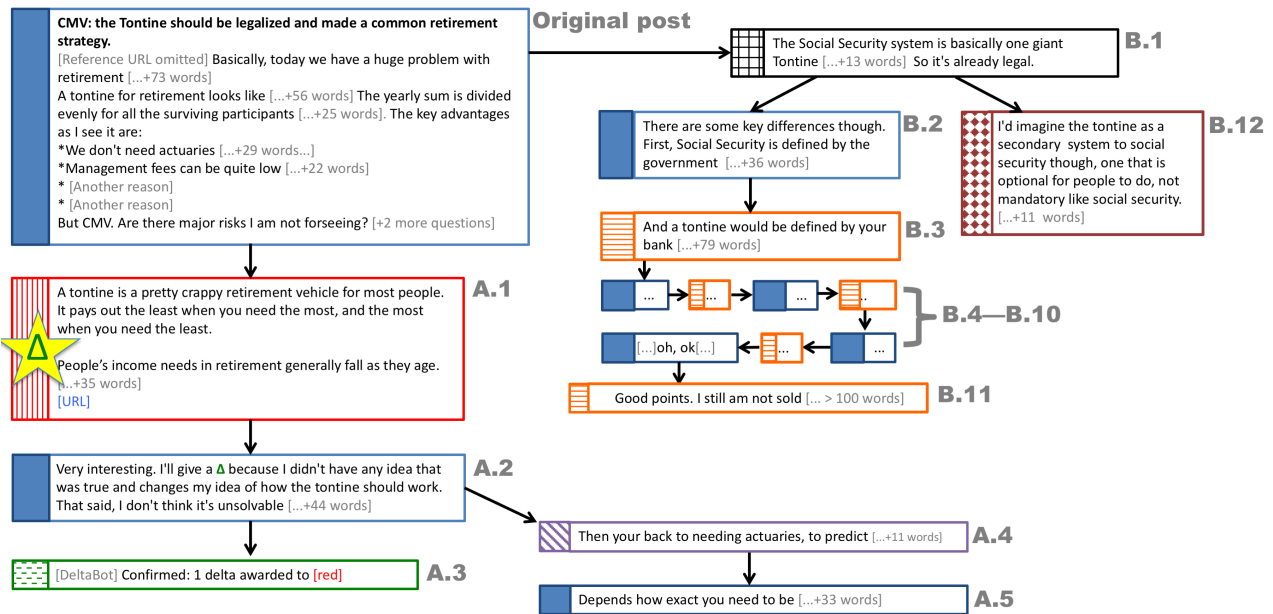 Original post
CMV: the Tontine should be legalized and made a common retirement
strategy.
[Reference URL omitted] Basically, today we have a huge problem with
retirement [...+73 words]
A tontine for retirement looks like [...+56 words] The yearly sum is divided
evenly for all the surviving participants [...+25 words]. The key advantages
as I see it are:
*We don't need actuaries [...+29 words...]
*Management fees can be quite low [...+22 words]
* [Another reason]
* [Another reason]
But CMV. Are there major risks I am not forseeing? [+2 more questions]
A.1
A tontine is a pretty crappy retirement vehicle for most people.
It pays out the least when you need the most, and the most
when you need the least.
Δ
People's income needs in retirement generally fall as they age.
[...+35 words]
[URL]
A.2
Very interesting. I'll give a Δ because I didn't have any idea that
was true and changes my idea of how the tontine should work.
That said, I don't think it's unsolvable [...+44 words]
A.3
[DeltaBot] Confirmed: 1 delta awarded to [red]
A.4
Then your back to needing actuaries, to predict [...+11 words]
A.5
Depends how exact you need to be [...+33 words]
B.1
The Social Security system is basically one giant
Tontine [...+13 words] So it's already legal.
B.2
There are some key differences though.
First, Social Security is defined by the
government [...+36 words]
B.12
I'd imagine the tontine as a
secondary system to social
security though, one that is
optional for people to do, not
mandatory like social security.
[...+11 words]
B.3
And a tontine would be defined by your
bank [...+79 words]
... ... ... ..
B.4—B.10
[...]oh, ok[...] ... ...
B.11
Good points. I still am not sold [... > 100 words]